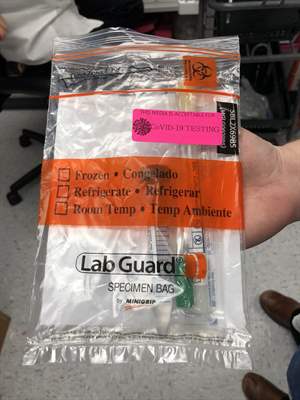 THIS MEDIA IS ACCEPTABLE FOR
CoViD-19 TESTING
Frozen • Congelado
Refrigerate • Refrigerar
Room Temp • Temp Ambiente
Lab Guard
SPECIMEN BAG
by MINIGRIP